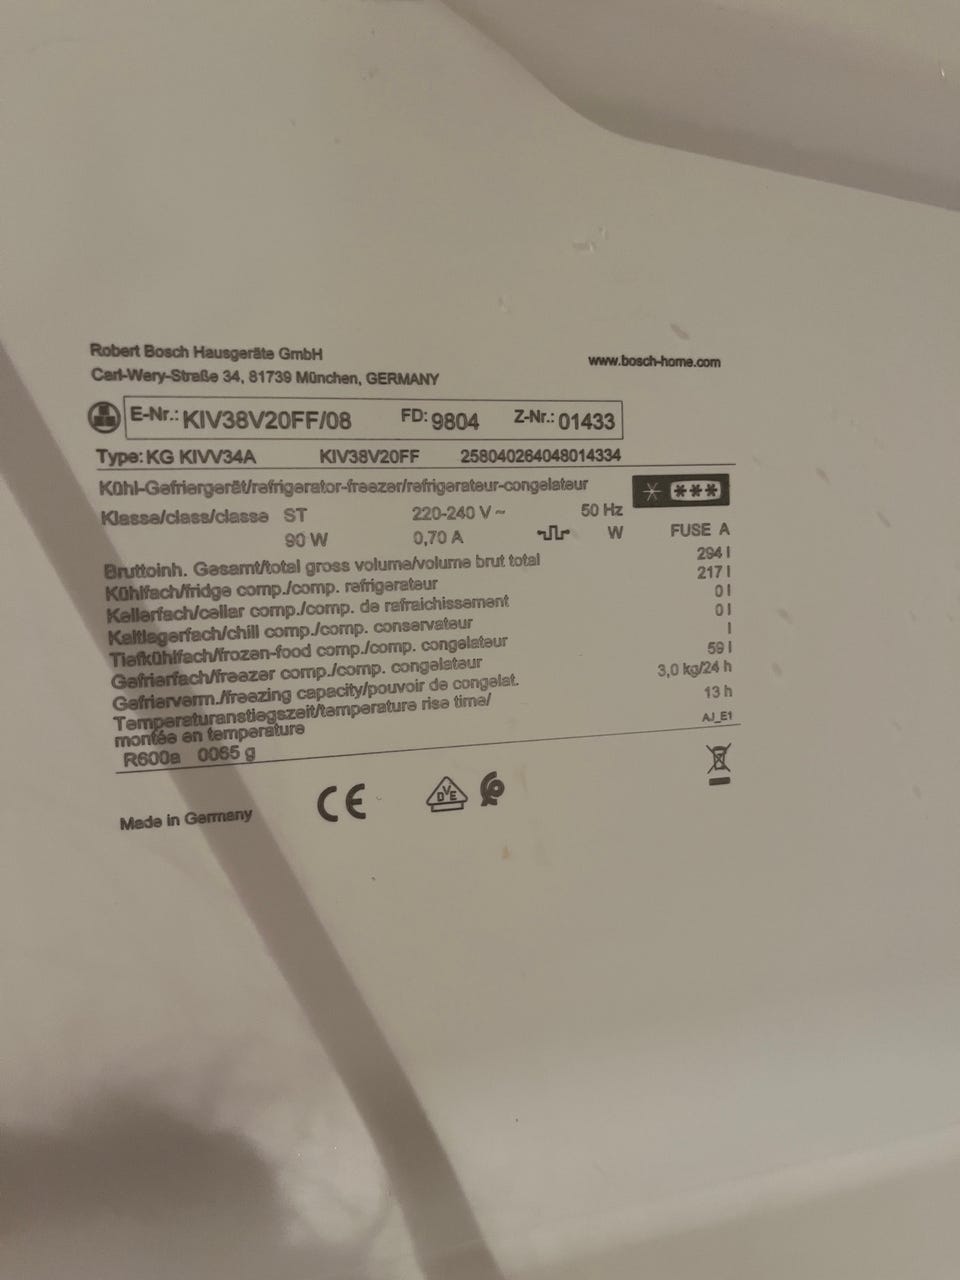 Robert Bosch Hausgeräte GmbH
www.bosch-home.com
Carl-Wery-Straße 34, 81739 München, GERMANY
E-Nr.: KIV38V20FF/08 FD: 9804 Z-Nr.: 01433
Type: KG KIVV34A KIV38V20FF 258040264048014334
Kühl-Gefriergerät/refrigerator-freezer/refrigerateur-congelateur
Klasse/class/classe ST 220-240 V ~ 50 Hz
90 W 0,70 A W FUSE A
Bruttoinh. Gesamt/total gross volume/volume brut total 294 l
Kühlfach/fridge comp./comp. refrigerateur 217 l
Kellerfach/cellar comp./comp. de rafraichissement 0 l
Kaltlagerfach/chill comp./comp. conservateur 0 l
Tiefkühlfach/frozen-food comp./comp. congelateur l
Gefrierfach/freezer comp./comp. congelateur 59 l
Gefrierverm./freezing capacity/pouvoir de congelat. 3,0 kg/24 h
Temperaturanstiegszeit/temperature rise time/ 13 h
montée en temperature AJ_E1
R600a 0065 g
Made in Germany CE DVE